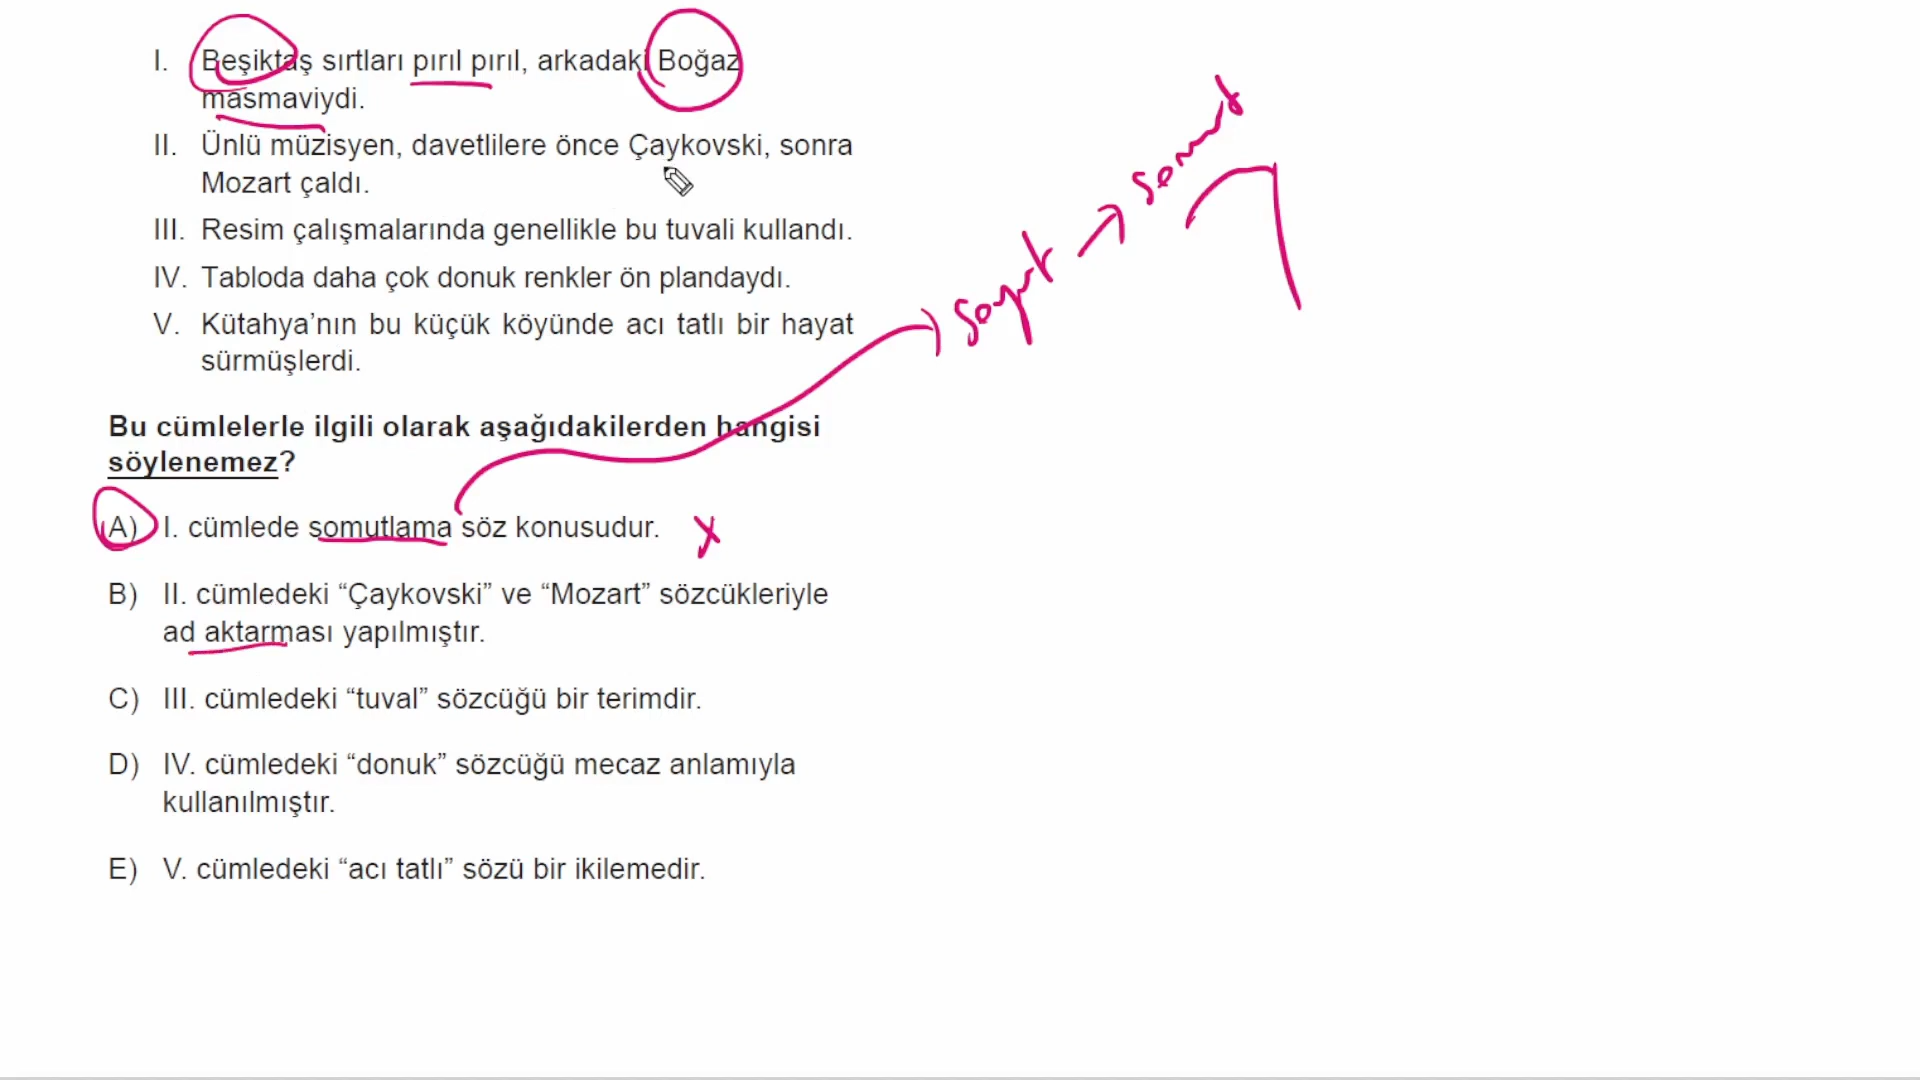 I. Beşiktaş sırtları pırıl pırıl, arkadaki Boğaz
masmaviydi.
II. Ünlü müzisyen, davetlilere önce Çaykovski, sonra
Mozart çaldı.
III. Resim çalışmalarında genellikle bu tuvali kullandı.
IV. Tabloda daha çok donuk renkler ön plandaydı.
V. Kütahya’nın bu küçük köyünde acı tatlı bir hayat
sürmüşlerdi.
soyut → somut
Bu cümlelerle ilgili olarak aşağıdakilerden hangisi
söylenemez?
A) I. cümlede somutlama söz konusudur. x
B) II. cümledeki “Çaykovski” ve “Mozart” sözcükleriyle
ad aktarması yapılmıştır.
C) III. cümledeki “tuval” sözcüğü bir terimdir.
D) IV. cümledeki “donuk” sözcüğü mecaz anlamıyla
kullanılmıştır.
E) V. cümledeki “acı tatlı” sözü bir ikilemedir.